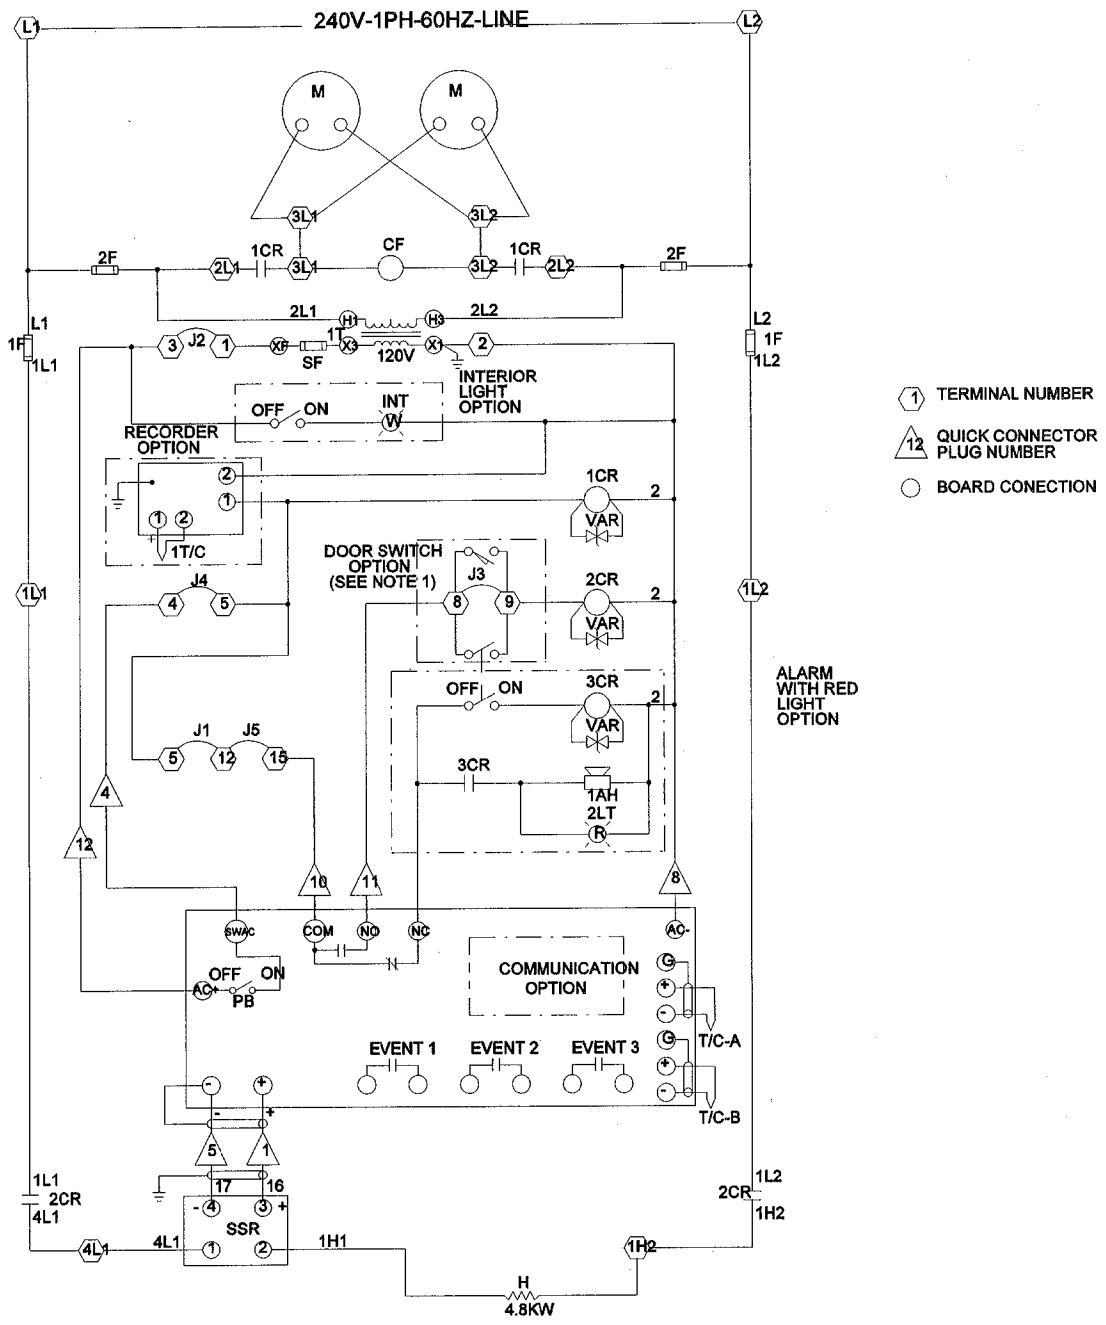 L1
240V-1PH-60HZ-LINE
L2
M
M
3L1
3L2
2F
2L1
1CR
3L1
CF
3L2
1CR
2L2
2F
2L1
H1
H3
2L2
L1
1F
1L1
3
J2
1
XF
SF
1T
X3
120V
X1
2
L2
1F
1L2
INTERIOR
LIGHT
OPTION
OFF
ON
INT
W
RECORDER
OPTION
2
1
1
2
+
1T/C
1CR
2
VAR
1L1
J4
4
5
DOOR SWITCH
OPTION
(SEE NOTE 1)
J3
8
9
2CR
2
VAR
1L2
OFF
ON
3CR
2
VAR
ALARM
WITH RED
LIGHT
OPTION
J1
J5
5
12
15
3CR
1AH
2LT
R
4
12
10
11
8
SWAC
COM
NO
NC
AC-
OFF
ON
AC+
PB
COMMUNICATION
OPTION
G
+
-
T/C-A
G
+
-
T/C-B
EVENT 1
EVENT 2
EVENT 3
-
+
-
+
5
1
17
16
- 4
3 +
SSR
1
2
1L1
2CR
4L1
4L1
4L1
1H1
H
4.8KW
1H2
1L2
2CR
1H2
1 TERMINAL NUMBER
12 QUICK CONNECTOR
PLUG NUMBER
BOARD CONECTION